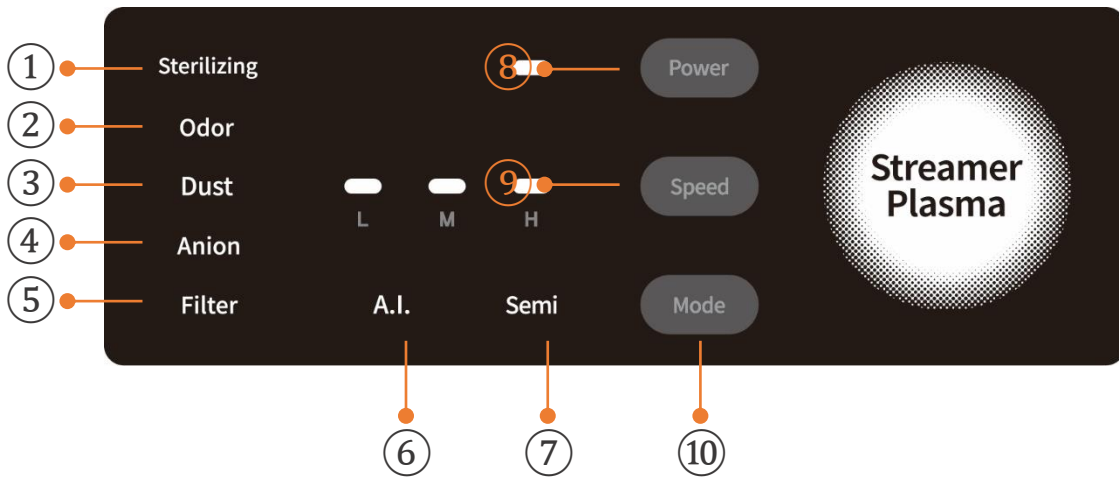 ① Sterilizing ⑧ Power
② Odor
③ Dust ⑨ Speed
L M H
④ Anion
⑤ Filter A.I. Semi Mode
Streamer
Plasma
⑥ ⑦ ⑩